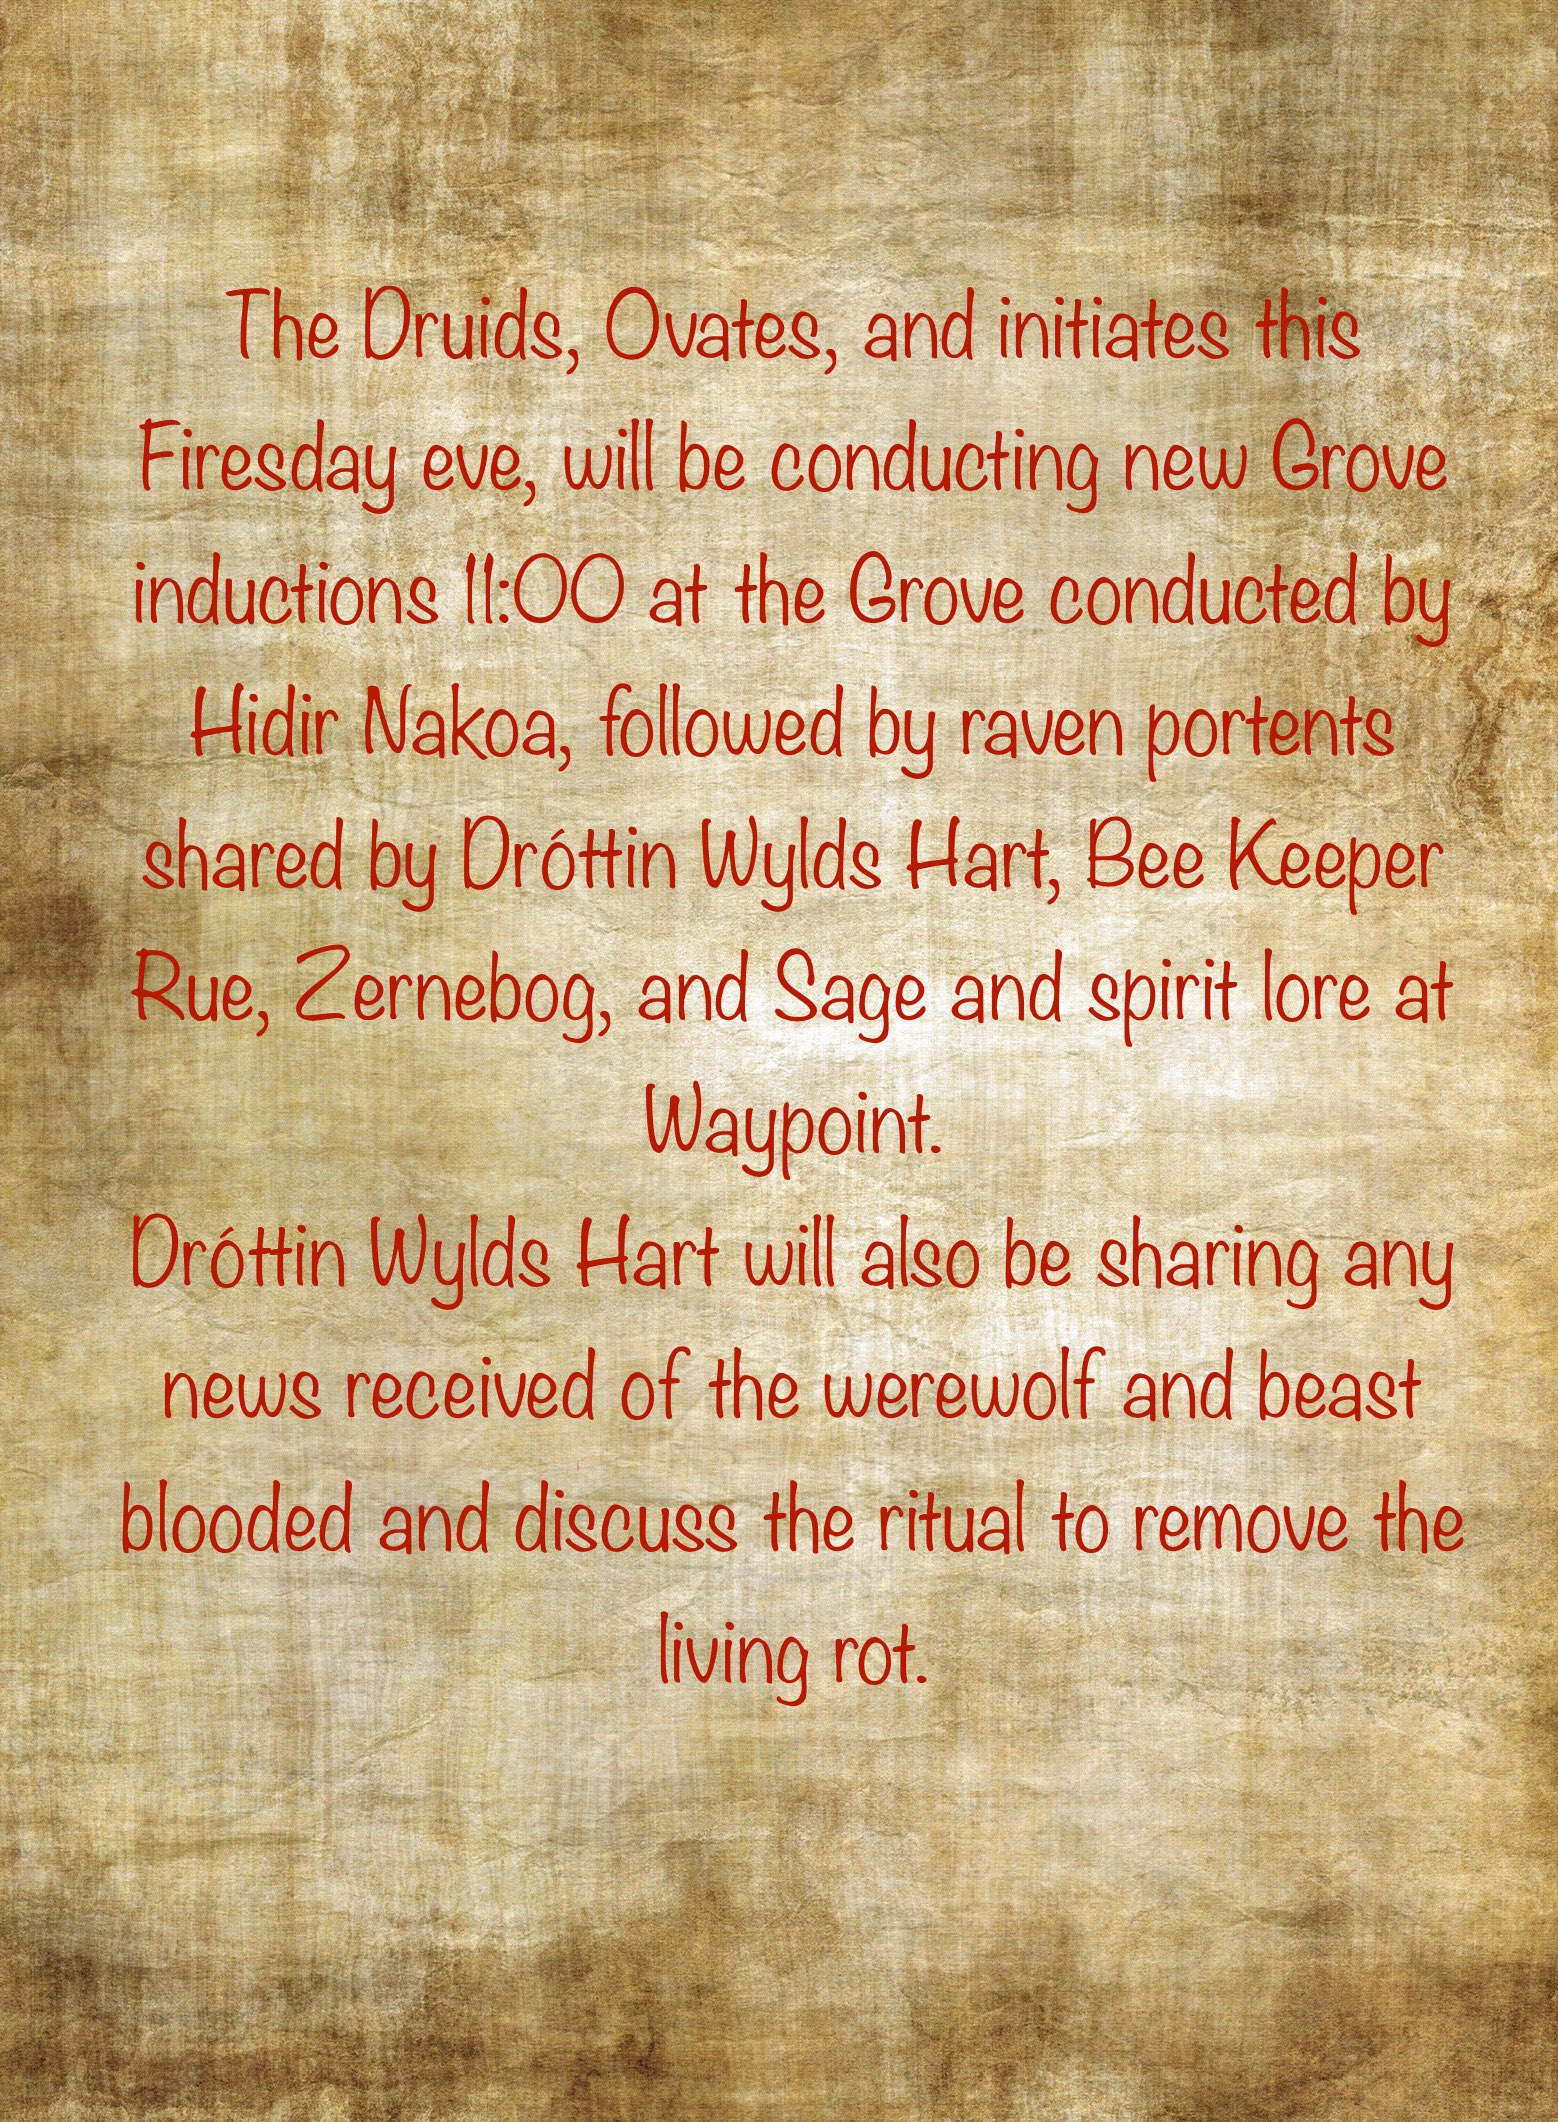 The Druids, Ovates, and initiates this
Firesday eve, will be conducting new Grove
inductions 11:00 at the Grove conducted by
Hidir Nakoa, followed by raven portents
shared by Dróttin Wylds Hart, Bee Keeper
Rue, Zernebog, and Sage and spirit lore at
Waypoint.
Dróttin Wylds Hart will also be sharing any
news received of the werewolf and beast
blooded and discuss the ritual to remove the
living rot.